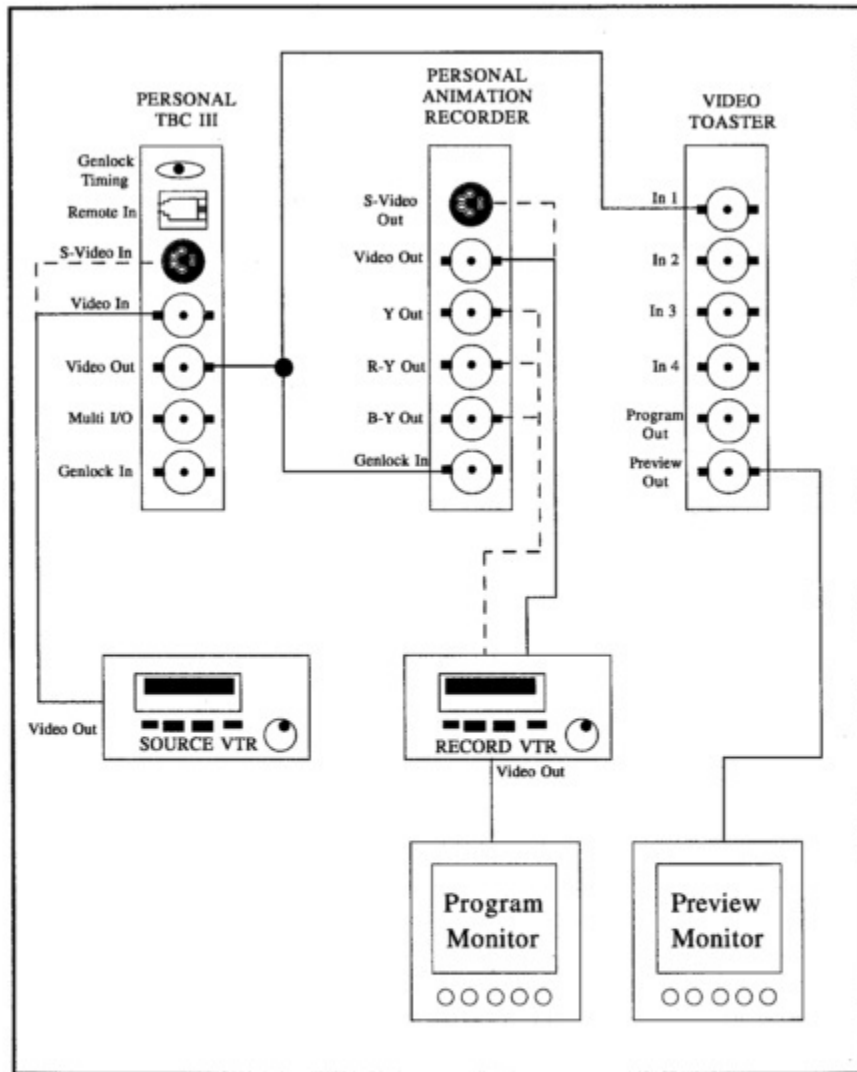 PERSONAL
TBC III
Genlock
Timing
Remote In
S-Video In
Video In
Video Out
Multi I/O
Genlock In
PERSONAL
ANIMATION
RECORDER
S-Video
Out
Video Out
Y Out
R-Y Out
B-Y Out
Genlock In
VIDEO
TOASTER
In 1
In 2
In 3
In 4
Program
Out
Preview
Out
Video Out
SOURCE VTR
RECORD VTR
Video Out
Program
Monitor
Preview
Monitor